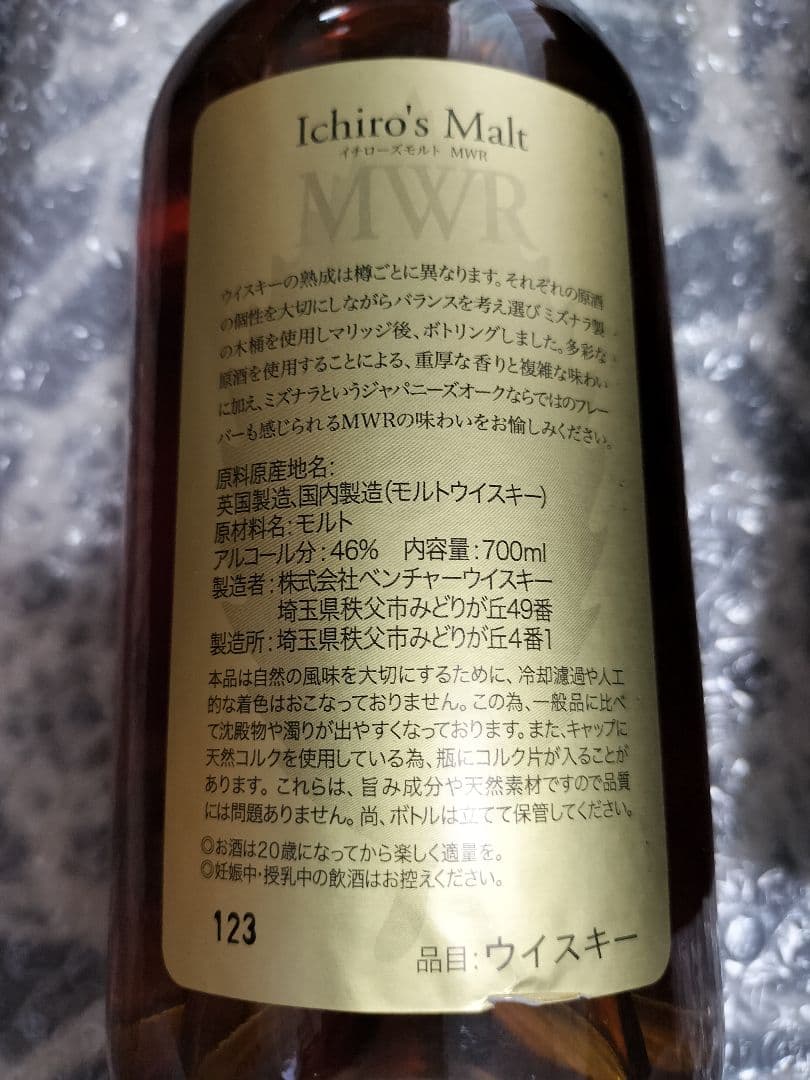 Ichiro's Malt
イチローズモルト MWR
MWR
ウイスキーの熟成は樽ごとに異なります。それぞれの原酒
の個性を大切にしながらバランスを考え選びミズナラ製
の木桶を使用しマリッジ後、ボトリングしました。多彩な
原酒を使用することによる、重厚な香りと複雑な味わい
に加え、ミズナラというジャパニーズオークならではのフレー
バーも感じられるMWRの味わいをお愉しみください。
原料原産地名:
英国製造、国内製造(モルトウイスキー)
原材料名:モルト
アルコール分:46% 内容量:700ml
製造者:株式会社ベンチャーウイスキー
埼玉県秩父市みどりが丘49番
製造所:埼玉県秩父市みどりが丘4番1
本品は自然の風味を大切にするために、冷却濾過や人工
的な着色はおこなっておりません。この為、一般品に比べ
て沈殿物や濁りが出やすくなっております。また、キャップに
天然コルクを使用している為、瓶にコルク片が入ることが
あります。これらは、旨み成分や天然素材ですので品質
には問題ありません。尚、ボトルは立てて保管してください。
◎お酒は20歳になってから楽しく適量を。
◎妊娠中・授乳中の飲酒はお控えください。
123
品目:ウイスキー